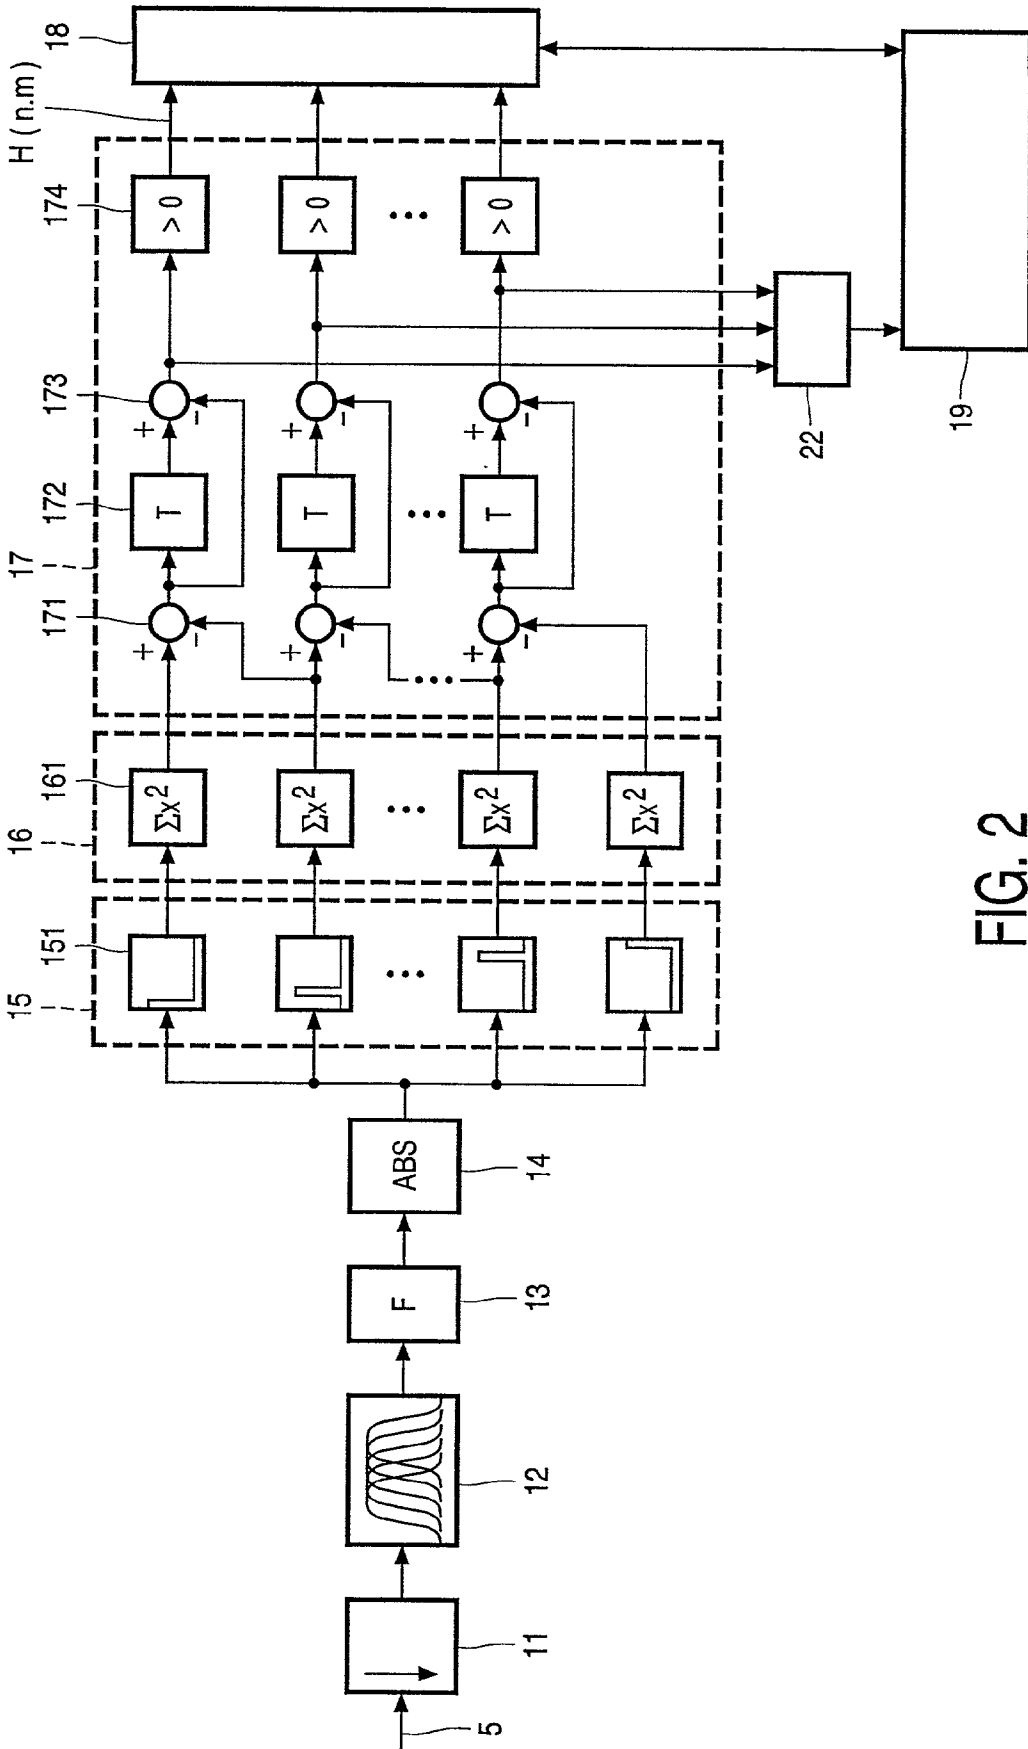 5
11
12
13
F
14
ABS
15
151
16
161
Σx²
Σx²
Σx²
Σx²
17
171
172
173
174
+
-
+
-
+
-
T
T
T
+
-
+
-
+
-
> 0
> 0
> 0
H(n.m)
18
22
19
FIG. 2